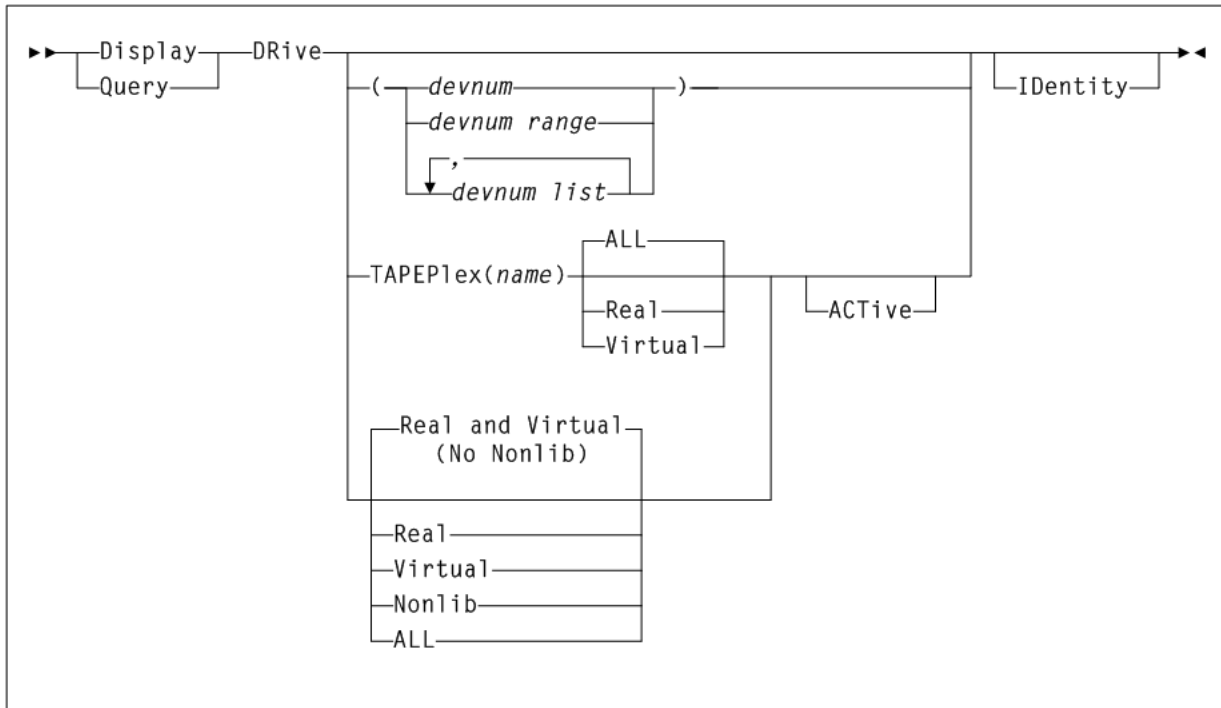 Display DRive
Query
( devnum ) IDentity
devnum range
,
devnum list
ALL
TAPEPlex(name)
Real ACTive
Virtual
Real and Virtual
(No Nonlib)
Real
Virtual
Nonlib
ALL